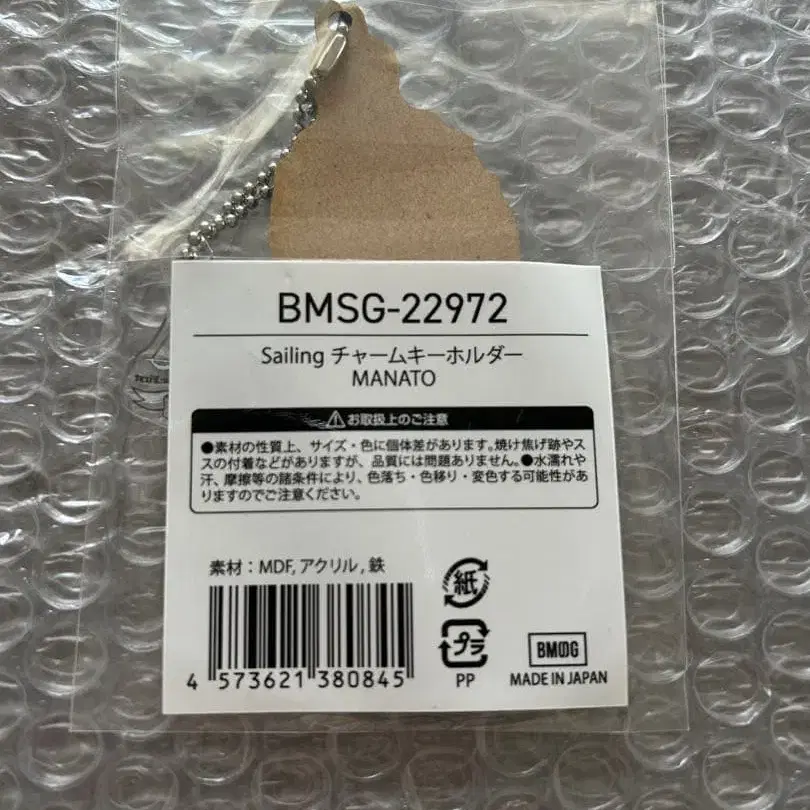 BMSG-22972
Sailing チャームキーホルダー
MANATO
お取扱上のご注意
●素材の性質上、サイズ・色に個体差があります。焼け焦げ跡やス
スの付着などがありますが、品質には問題ありません。●水濡れや
汗、摩擦等の諸条件により、色落ち・色移り・変色する可能性があ
りますのでご注意ください。
素材：MDF, アクリル, 鉄
紙
プラ
PP
BMSG
MADE IN JAPAN
4 573621 380845